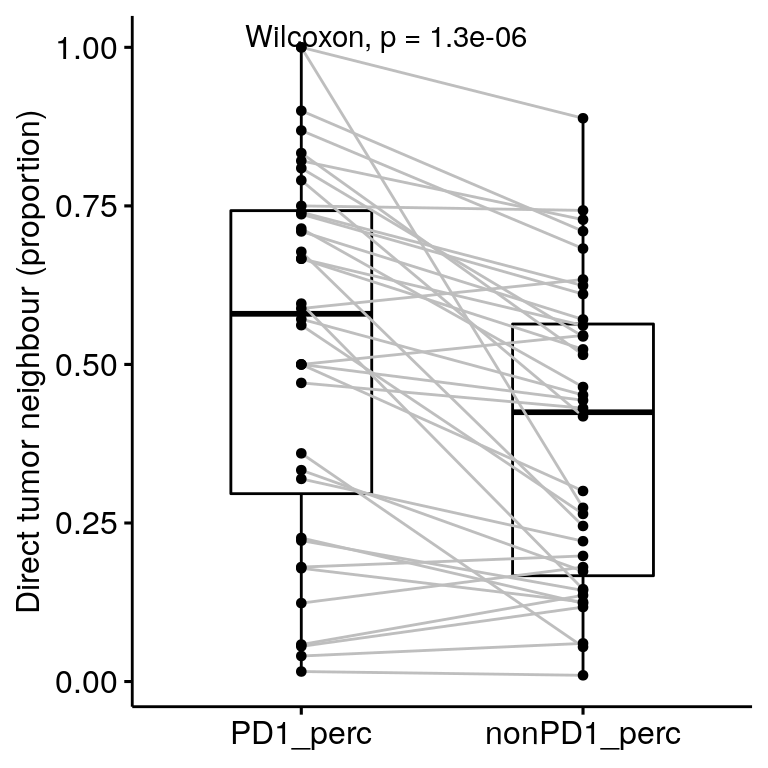 Wilcoxon, p = 1.3e-06
1.00
0.75
0.50
0.25
0.00
Direct tumor neighbour (proportion)
PD1_perc
nonPD1_perc